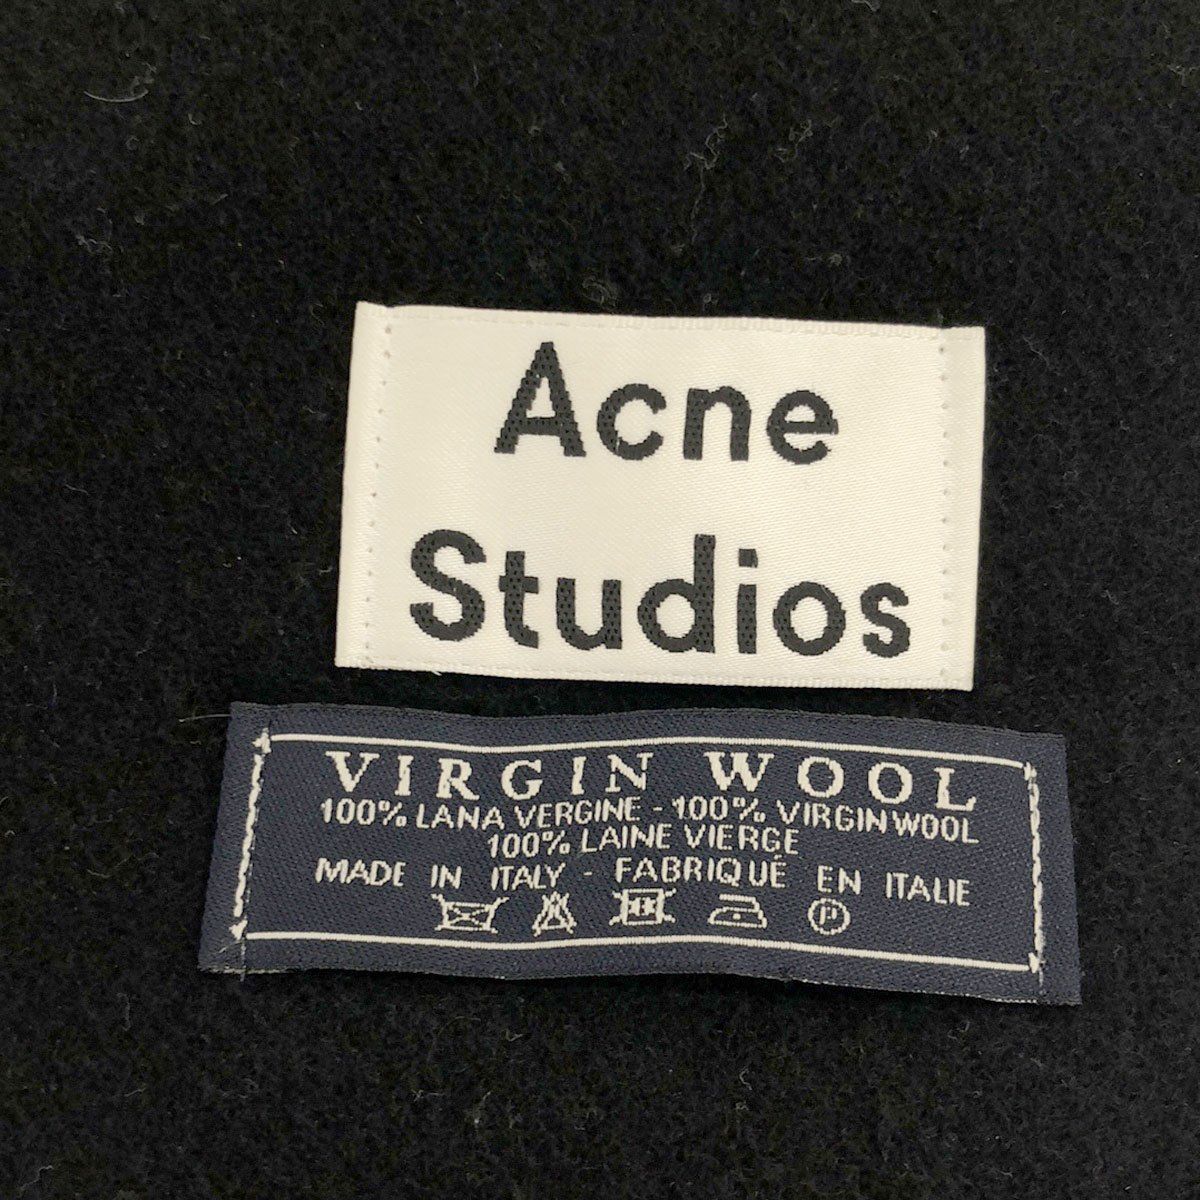 Acne
Studios
VIRGIN WOOL
100% LANA VERGINE - 100% VIRGIN WOOL
100% LAINE VIERGE
MADE IN ITALY - FABRIQUÉ EN ITALIE
P